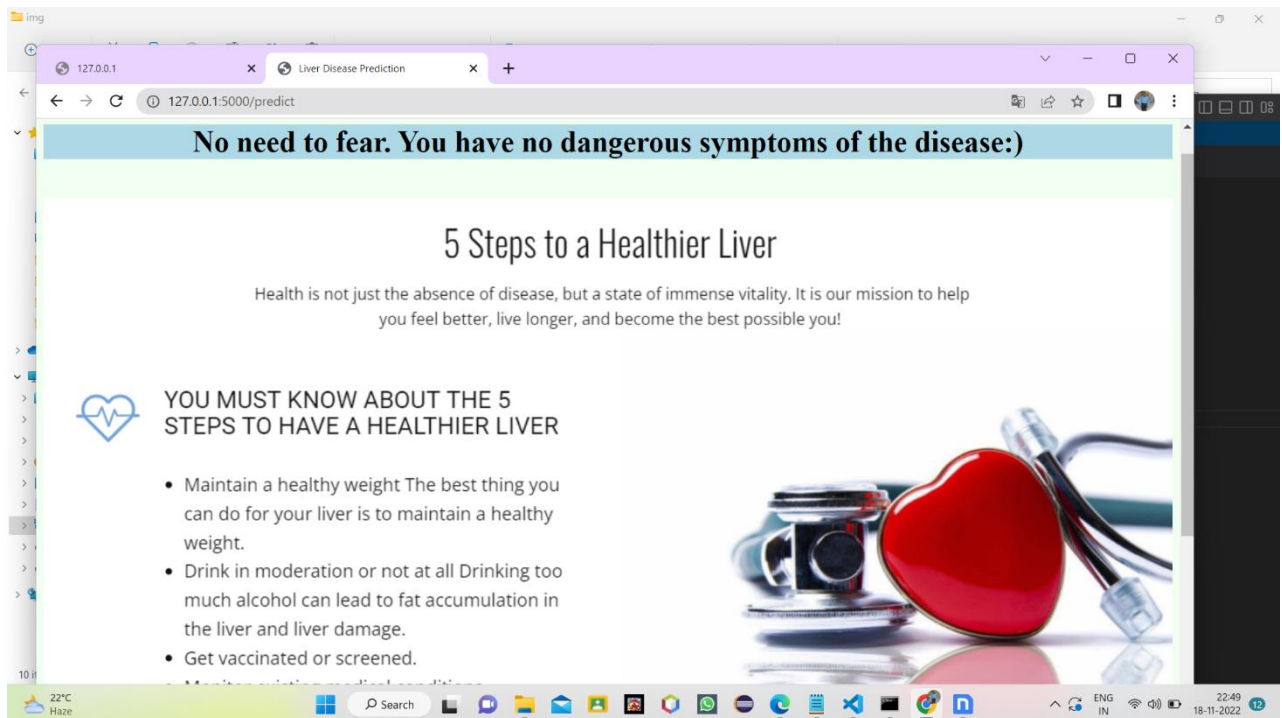 img
127.0.0.1
Liver Disease Prediction
127.0.0.1:5000/predict
No need to fear. You have no dangerous symptoms of the disease:)
5 Steps to a Healthier Liver
Health is not just the absence of disease, but a state of immense vitality. It is our mission to help
you feel better, live longer, and become the best possible you!
YOU MUST KNOW ABOUT THE 5
STEPS TO HAVE A HEALTHIER LIVER
• Maintain a healthy weight The best thing you
can do for your liver is to maintain a healthy
weight.
• Drink in moderation or not at all Drinking too
much alcohol can lead to fat accumulation in
the liver and liver damage.
• Get vaccinated or screened.
• Monitor existing medical conditions
10 it
22°C
Haze
Search
ENG
IN
22:49
18-11-2022
12